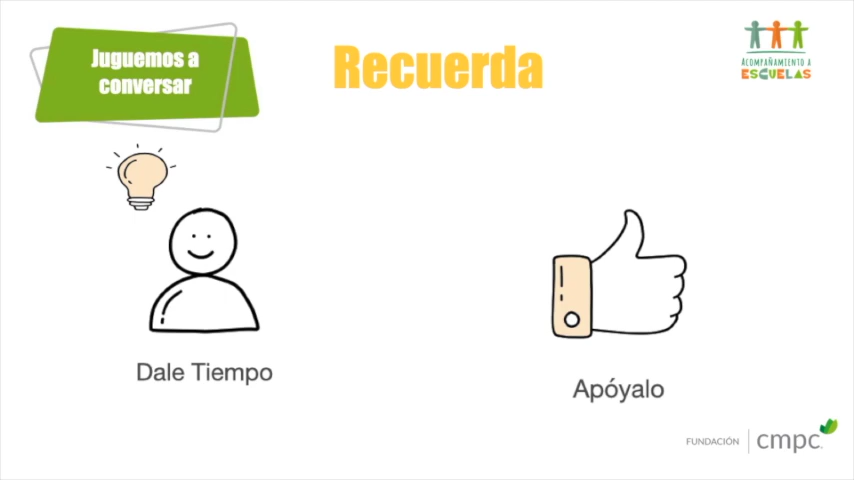 Juguemos a
conversar
Recuerda
ACOMPAÑAMIENTO A
ESCUELAS
Dale Tiempo
Apóyalo
FUNDACIÓN
cmpc